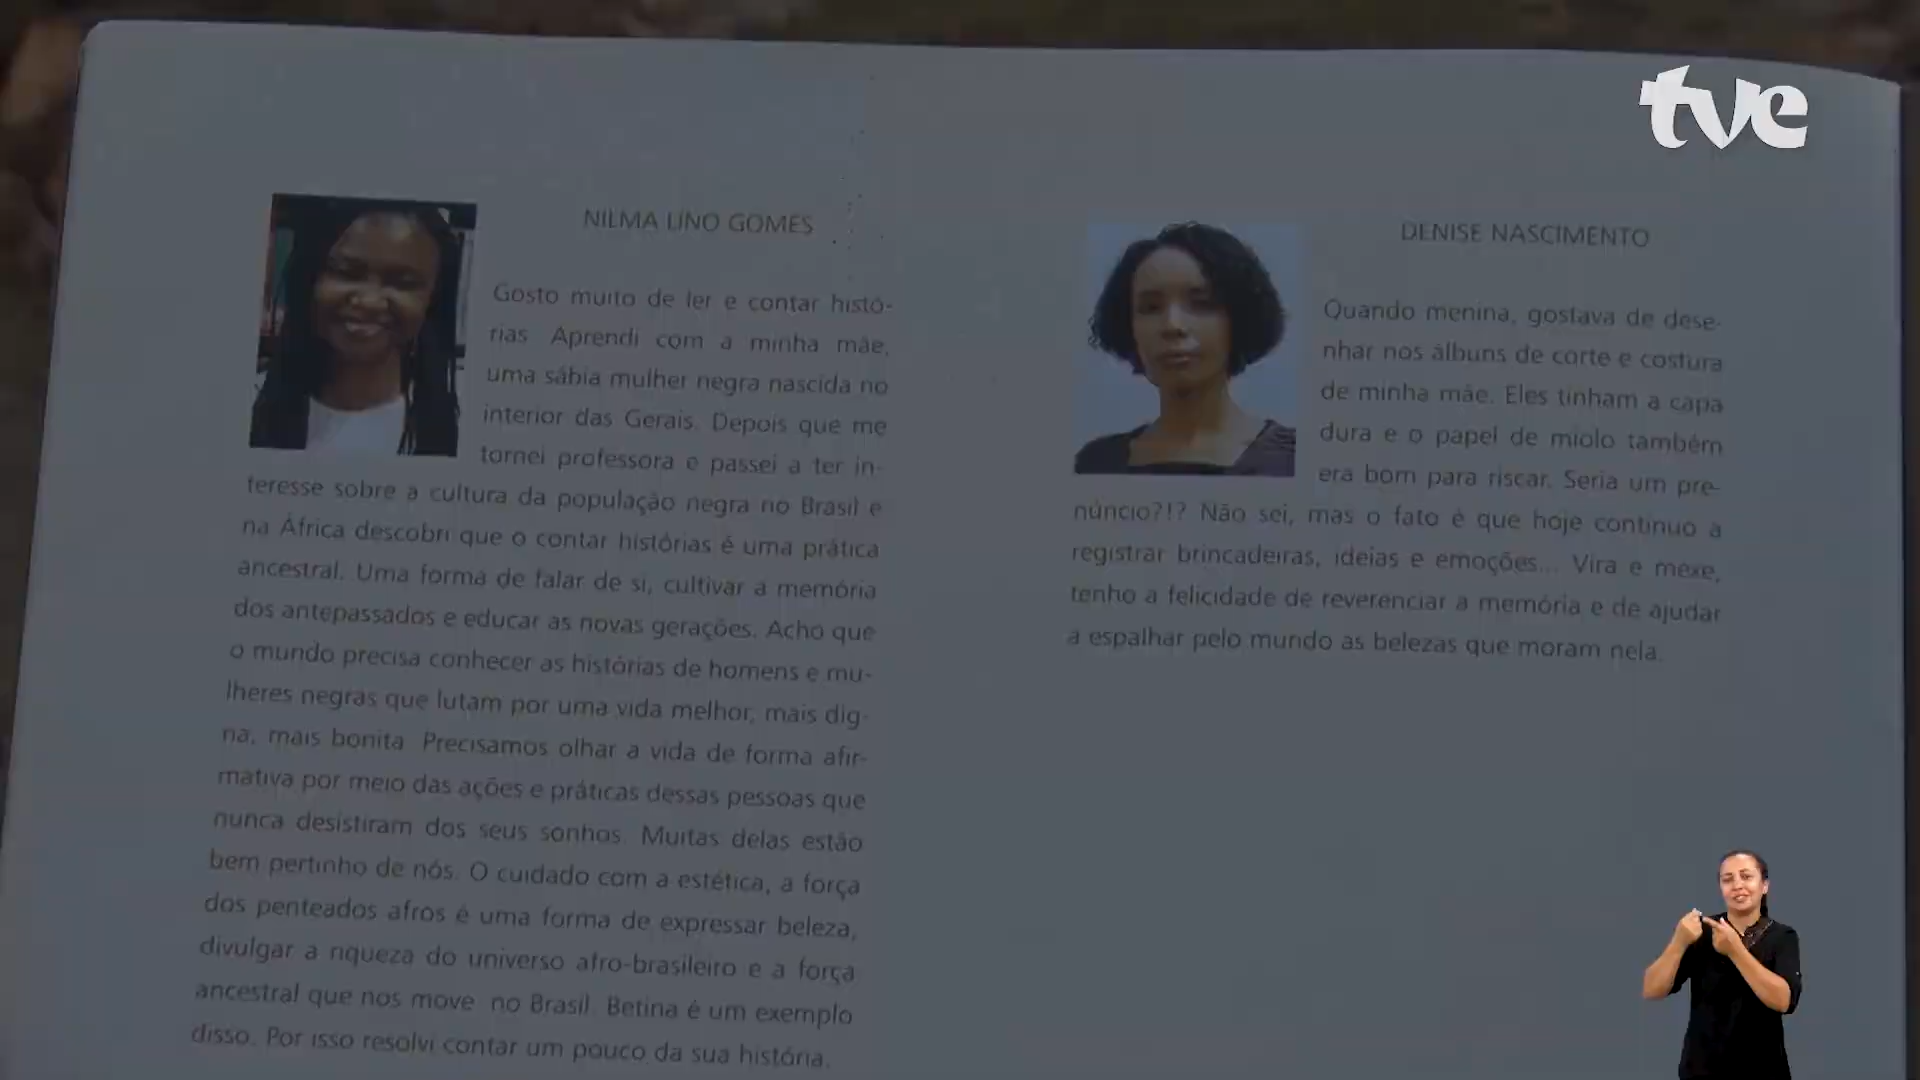 tve
NILMA LINO GOMES
Gosto muito de ler e contar histó-
rias. Aprendi com a minha mãe,
uma sábia mulher negra nascida no
interior das Gerais. Depois que me
tornei professora e passei a ter in-
teresse sobre a cultura da população negra no Brasil e
na África descobri que o contar histórias é uma prática
ancestral. Uma forma de falar de si, cultivar a memória
dos antepassados e educar as novas gerações. Acho que
o mundo precisa conhecer as histórias de homens e mu-
lheres negras que lutam por uma vida melhor, mais dig-
na, mais bonita. Precisamos olhar a vida de forma afir-
mativa por meio das ações e práticas dessas pessoas que
nunca desistiram dos seus sonhos. Muitas delas estão
bem pertinho de nós. O cuidado com a estética, a força
dos penteados afros é uma forma de expressar beleza,
divulgar a riqueza do universo afro-brasileiro e a força
ancestral que nos move no Brasil. Betina é um exemplo
disso. Por isso resolvi contar um pouco da sua história.
DENISE NASCIMENTO
Quando menina, gostava de dese-
nhar nos álbuns de corte e costura
de minha mãe. Eles tinham a capa
dura e o papel de miolo também
era bom para riscar. Seria um pre-
núncio?!? Não sei, mas o fato é que hoje continuo a
registrar brincadeiras, ideias e emoções... Vira e mexe,
tenho a felicidade de reverenciar a memória e de ajudar
a espalhar pelo mundo as belezas que moram nela.